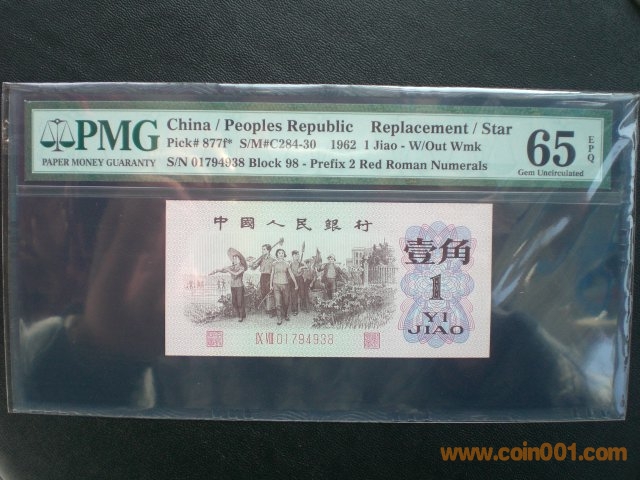 PMG
PAPER MONEY GUARANTY
China / Peoples Republic Replacement / Star
Pick# 877f* S/M#C284-30 1962 1 Jiao - W/Out Wmk
S/N 01794938 Block 98 - Prefix 2 Red Roman Numerals
65 EPQ
Gem Uncirculated
中國人民銀行
壹角
1
YI
JIAO
IX VIII 01794938
www.coin001.com